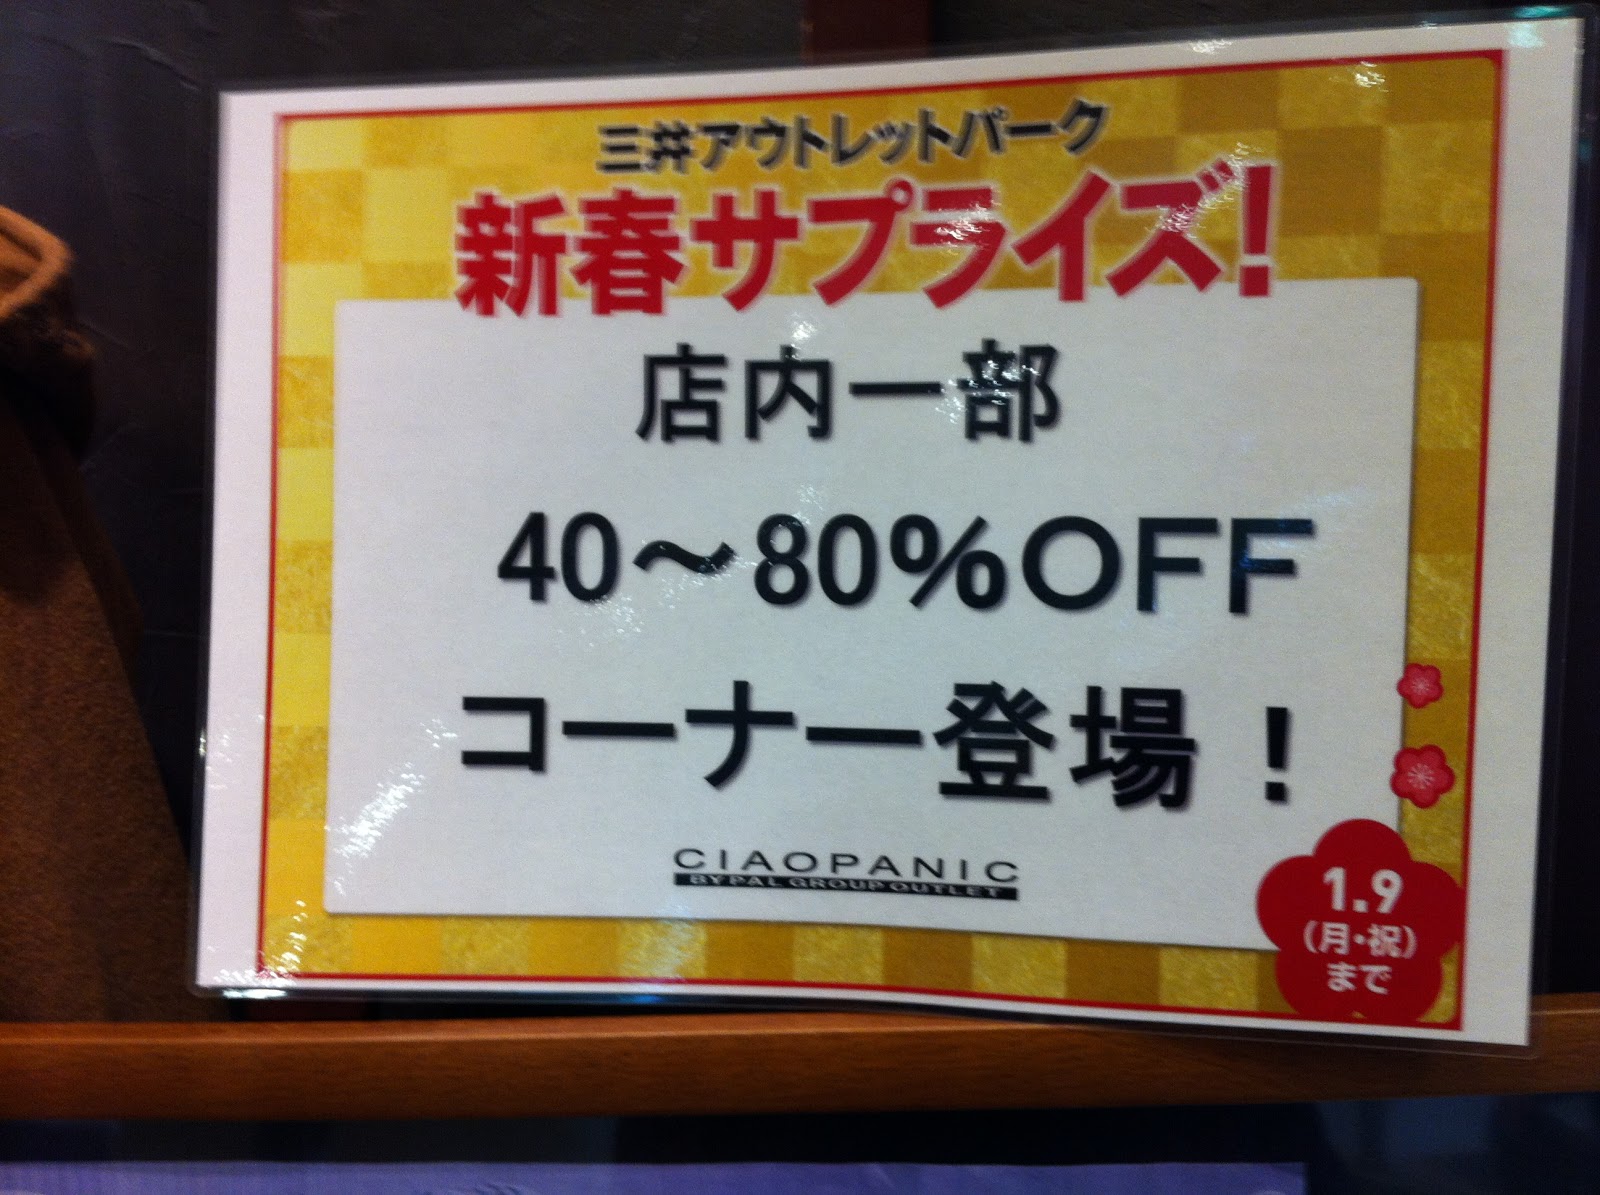 三井アウトレットパーク
新春サプライズ!
店内一部
40～80%OFF
コーナー登場！
CIAOPANIC
BY PAL GROUP OUTLET
1.9
(月・祝)
まで